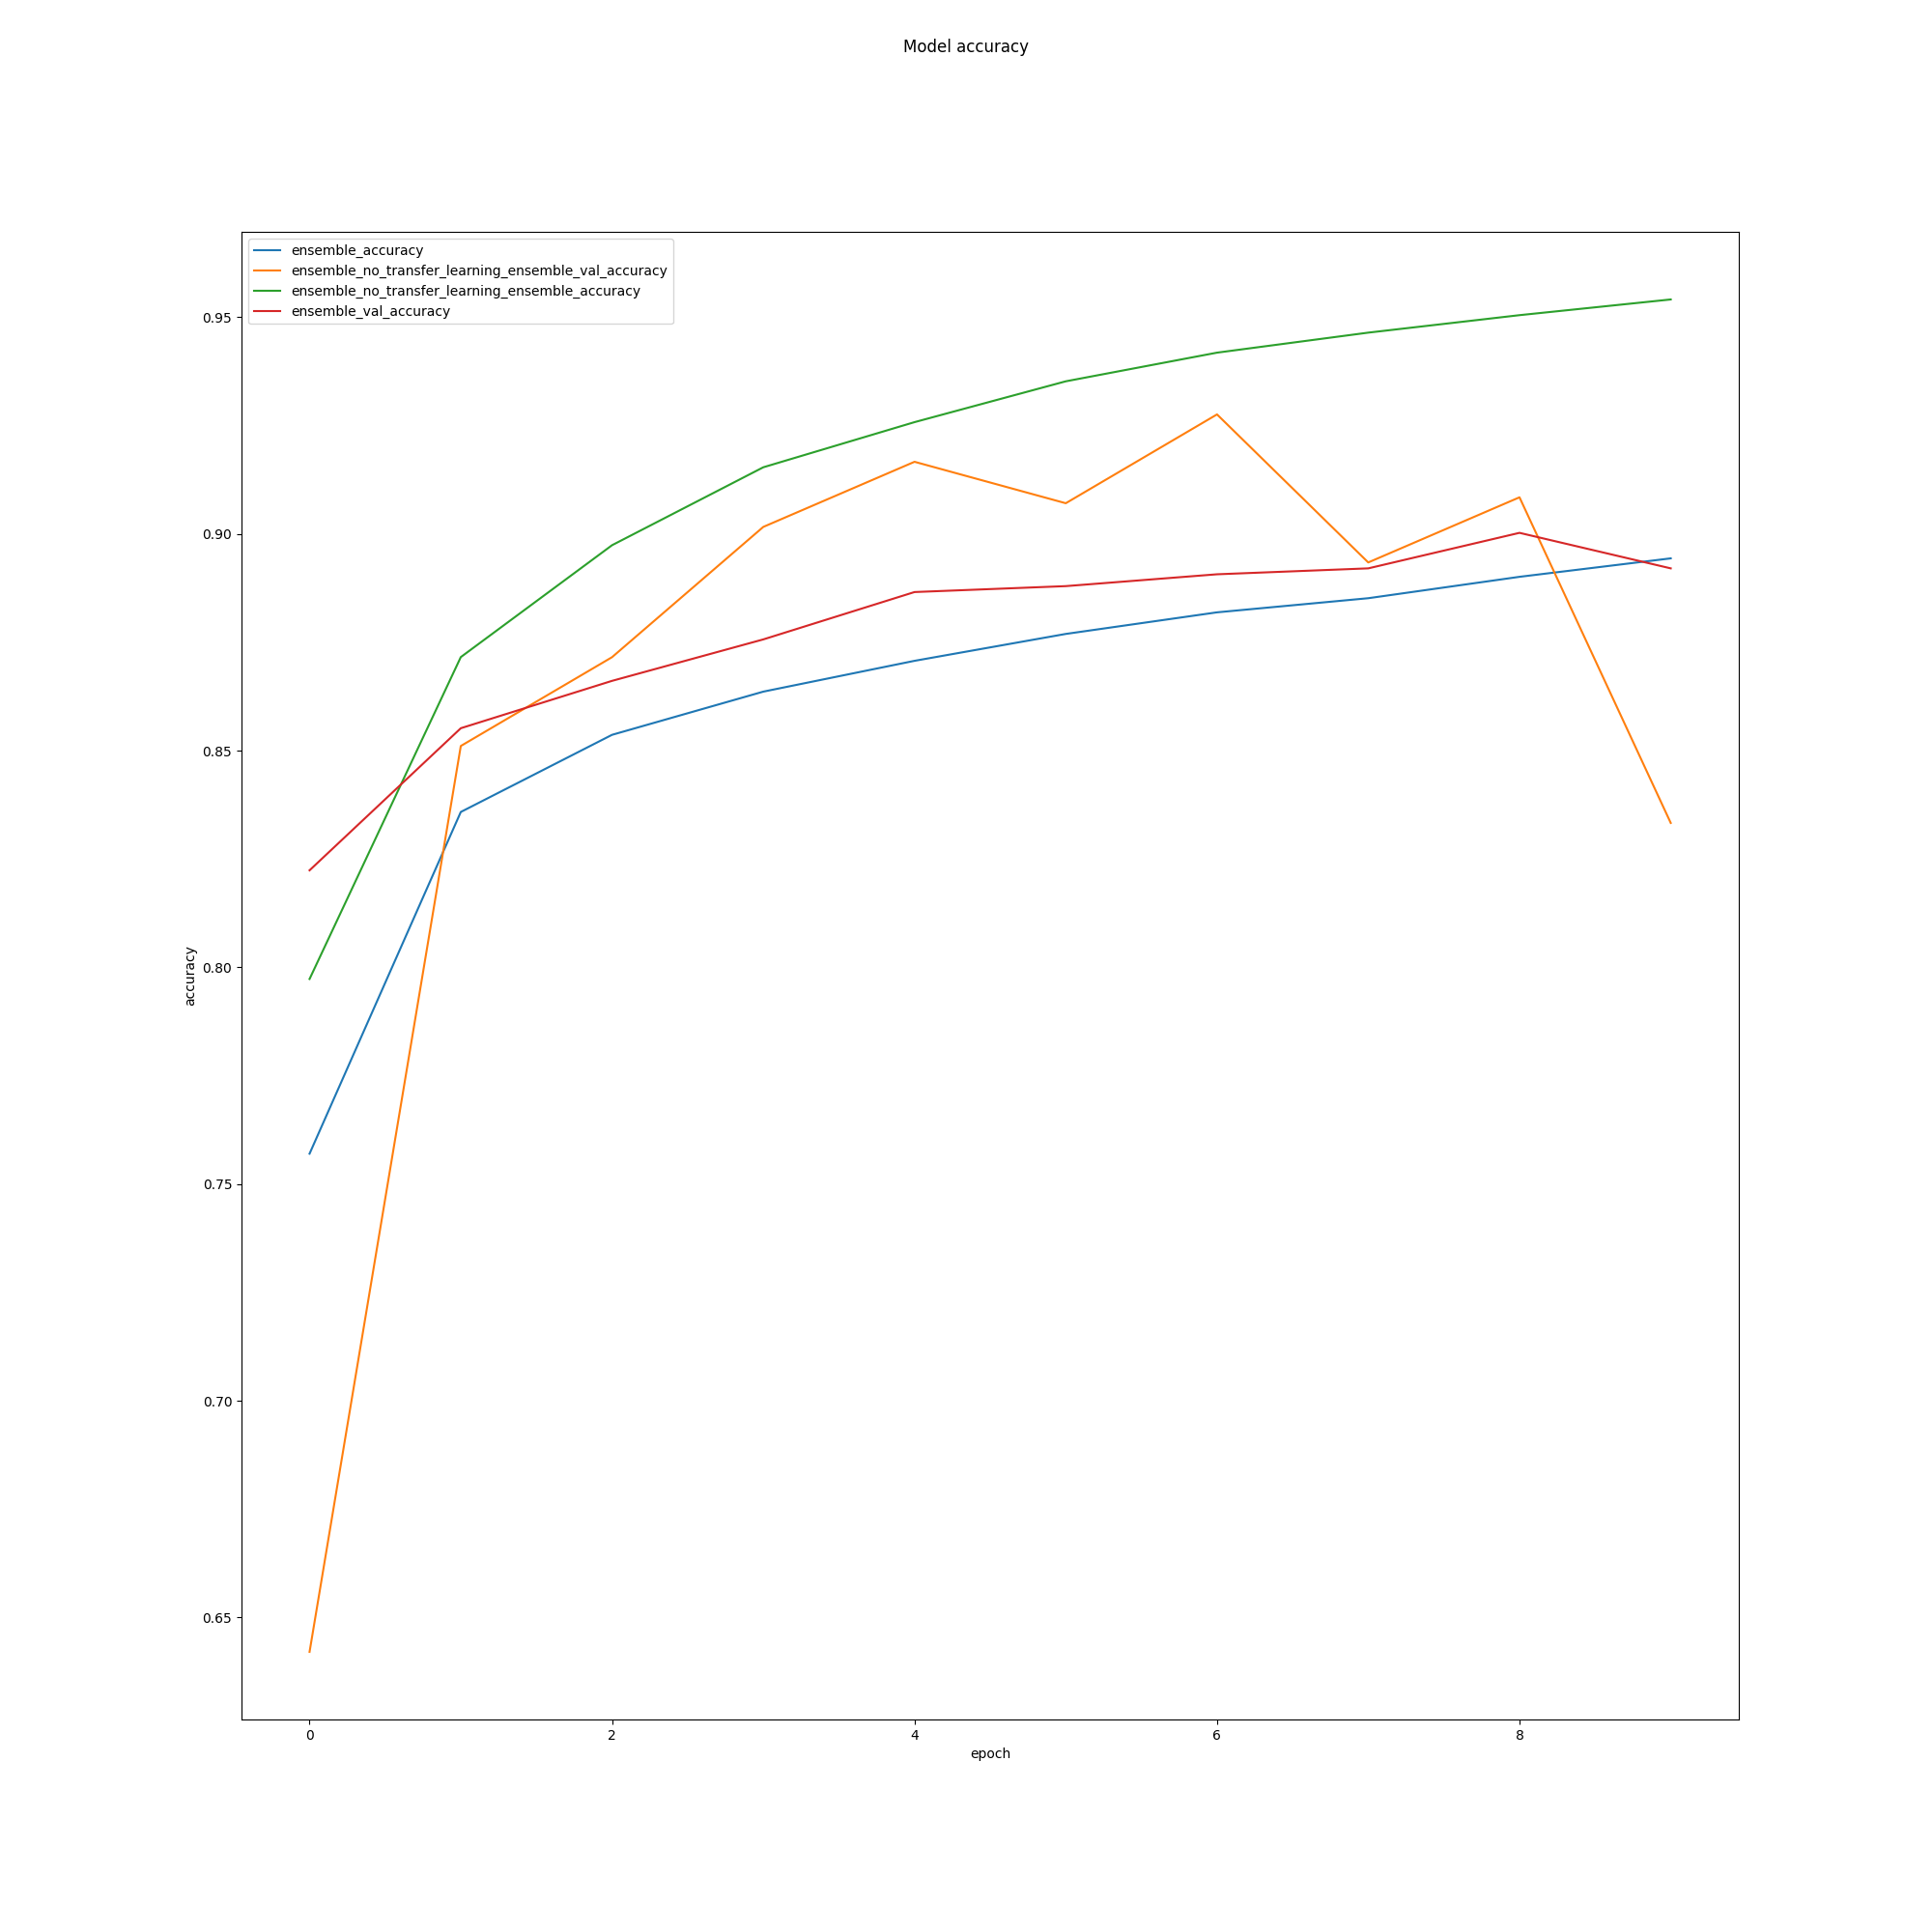 Model accuracy
ensemble_accuracy
ensemble_no_transfer_learning_ensemble_val_accuracy
ensemble_no_transfer_learning_ensemble_accuracy
ensemble_val_accuracy
0.95
0.90
0.85
0.80
0.75
0.70
0.65
accuracy
0 2 4 6 8
epoch